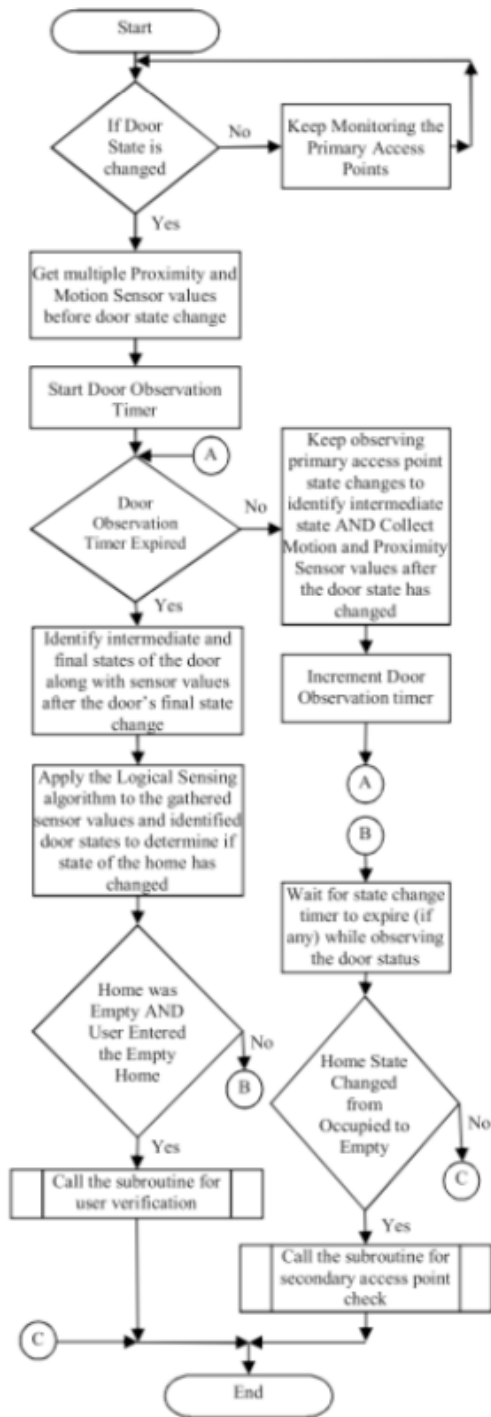 Start
If Door
State is
changed
No
Keep Monitoring the
Primary Access
Points
Yes
Get multiple Proximity and
Motion Sensor values
before door state change
Start Door Observation
Timer
A
Door
Observation
Timer Expired
No
Keep observing
primary access point
state changes to
identify intermediate
state AND Collect
Motion and Proximity
Sensor values after
the door state has
changed
Yes
Identify intermediate and
final states of the door
along with sensor values
after the door's final state
change
Increment Door
Observation timer
A
Apply the Logical Sensing
algorithm to the gathered
sensor values and identified
door states to determine if
state of the home has
changed
B
Wait for state change
timer to expire (if
any) while observing
the door status
Home was
Empty AND
User Entered
the Empty
Home
No
B
Home State
Changed
from
Occupied to
Empty
No
C
Yes
Call the subroutine for
user verification
Yes
Call the subroutine for
secondary access point
check
C
End